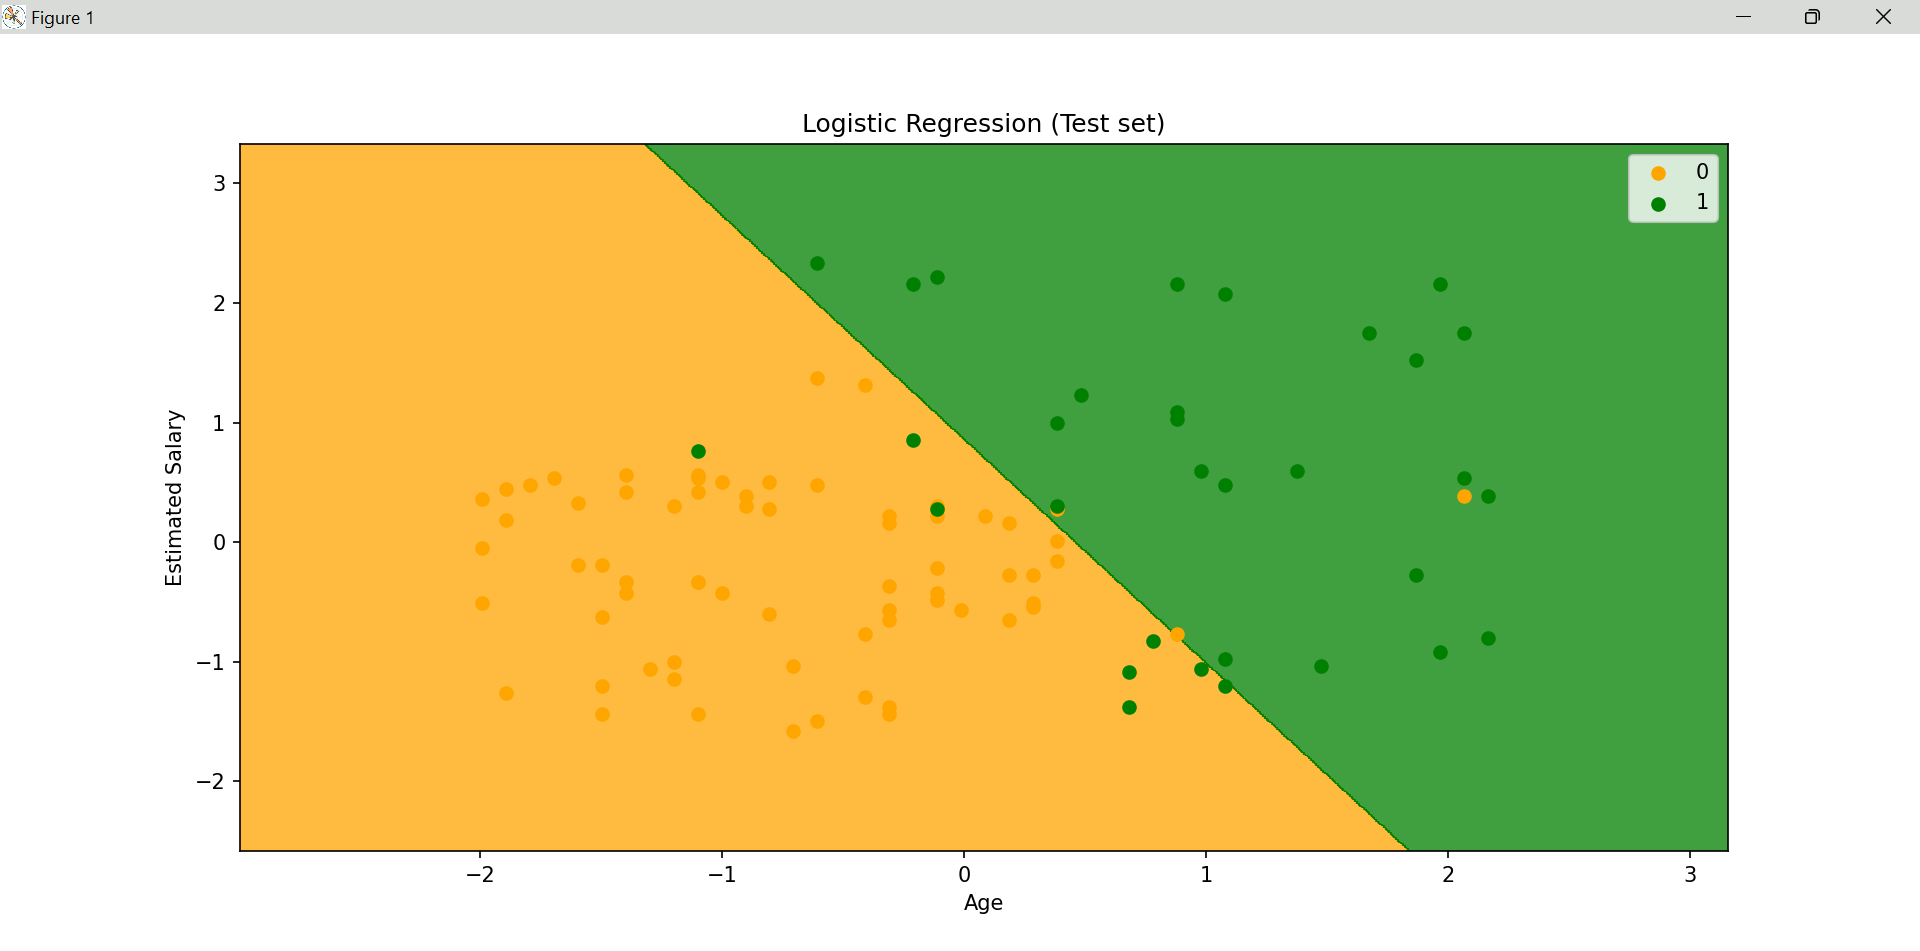 Figure 1
Logistic Regression (Test set)
0
1
3
2
1
0
−1
−2
Estimated Salary
−2 −1 0 1 2 3
Age